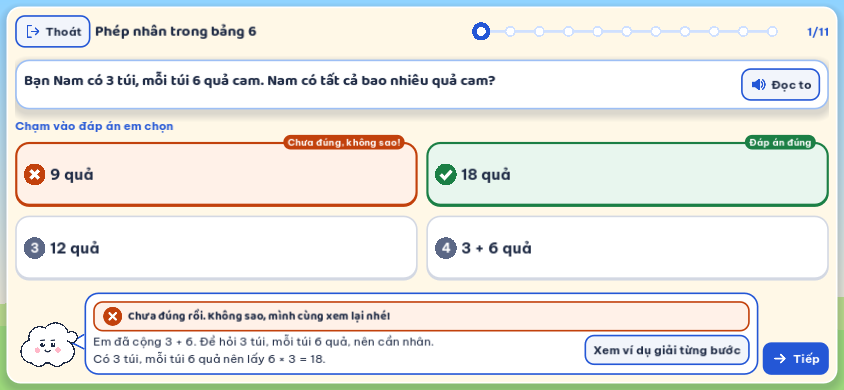 Thoát
Phép nhân trong bảng 6
1/11
Bạn Nam có 3 túi, mỗi túi 6 quả cam. Nam có tất cả bao nhiêu quả cam?
Đọc to
Chạm vào đáp án em chọn
Chưa đúng, không sao!
9 quả
Đáp án đúng
18 quả
3 12 quả
4 3 + 6 quả
Chưa đúng rồi. Không sao, mình cùng xem lại nhé!
Em đã cộng 3 + 6. Đề hỏi 3 túi, mỗi túi 6 quả, nên cần nhân.
Có 3 túi, mỗi túi 6 quả nên lấy 6 × 3 = 18.
Xem ví dụ giải từng bước
Tiếp